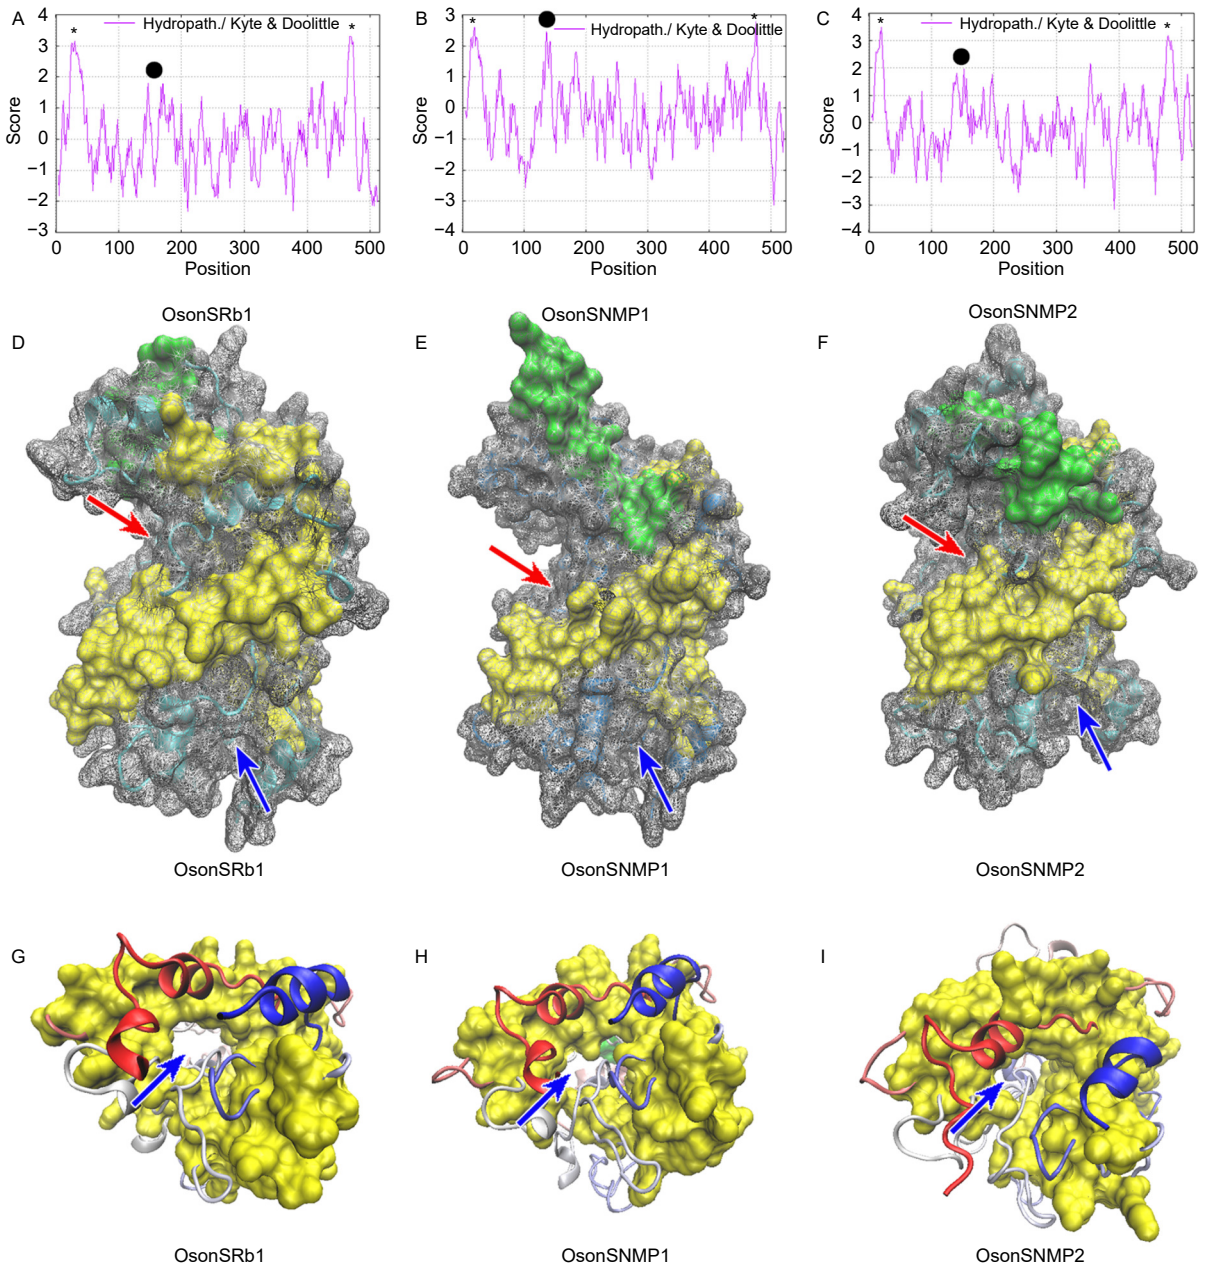 A
Hydropath./ Kyte & Doolittle
*
*
4
3
2
1
0
−1
−2
−3
Score
0 100 200 300 400 500
Position
B
Hydropath./ Kyte & Doolittle
*
*
3
2
1
0
−1
−2
−3
−4
Score
0 100 200 300 400 500
Position
C
Hydropath./ Kyte & Doolittle
*
*
4
3
2
1
0
−1
−2
−3
−4
Score
0 100 200 300 400 500
Position
OsonSRb1
OsonSNMP1
OsonSNMP2
D
E
F
OsonSRb1
OsonSNMP1
OsonSNMP2
G
H
I
OsonSRb1
OsonSNMP1
OsonSNMP2